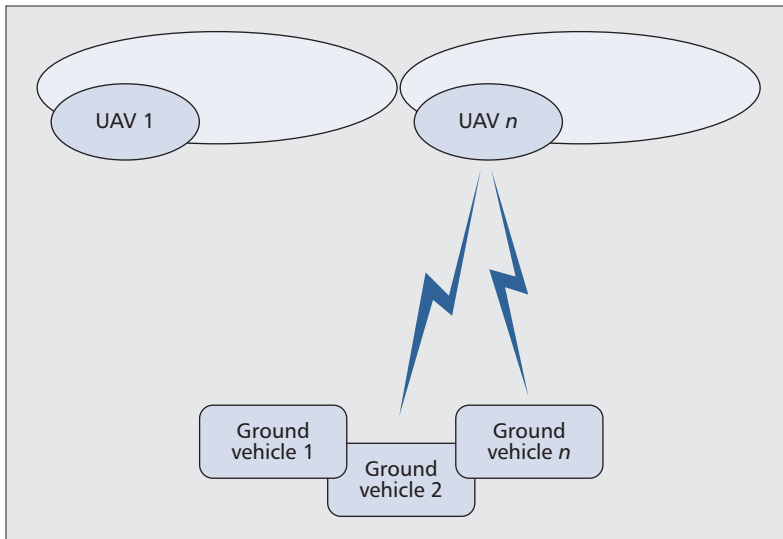 UAV 1
UAV n
Ground
vehicle 1
Ground
vehicle 2
Ground
vehicle n